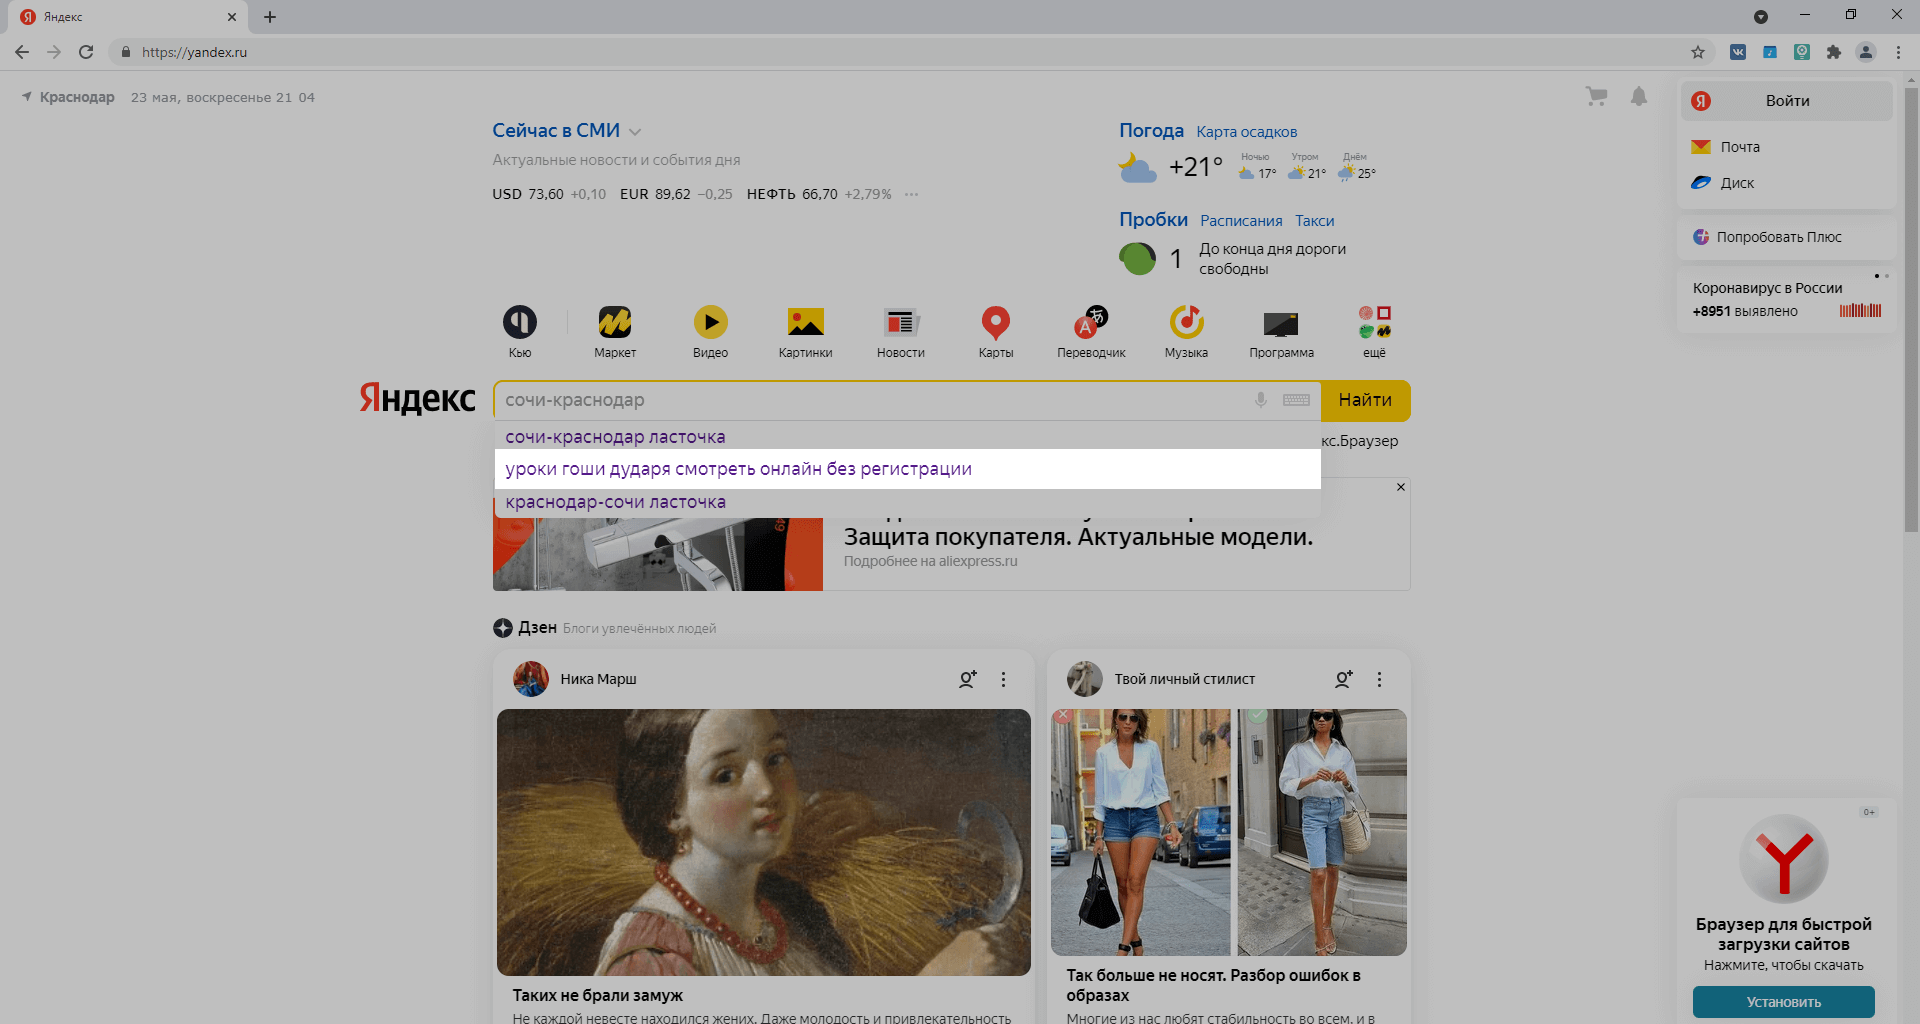 Яндекс
https://yandex.ru
Краснодар 23 мая, воскресенье 21 04
Сейчас в СМИ
Актуальные новости и события дня
USD 73,60 +0,10 EUR 89,62 −0,25 НЕФТЬ 66,70 +2,79% ···
Погода Карта осадков
+21° Ночью 17° Утром 21° Днём 25°
Пробки Расписания Такси
1 До конца дня дороги
свободны
Войти
Почта
Диск
Попробовать Плюс
Коронавирус в России
+8951 выявлено
Кью Маркет Видео Картинки Новости Карты Переводчик Музыка Программа ещё
Яндекс сочи-краснодар Найти
сочи-краснодар ласточка
кс.Браузер
уроки гоши дударя смотреть онлайн без регистрации
краснодар-сочи ласточка
Защита покупателя. Актуальные модели.
Подробнее на aliexpress.ru
Дзен Блоги увлечённых людей
Ника Марш
Таких не брали замуж
Не каждой невесте находился жених. Даже молодость и привлекательность
Твой личный стилист
Так больше не носят. Разбор ошибок в
образах
Многие из нас любят стабильность во всем, и в
0+
Браузер для быстрой
загрузки сайтов
Нажмите, чтобы скачать
Установить